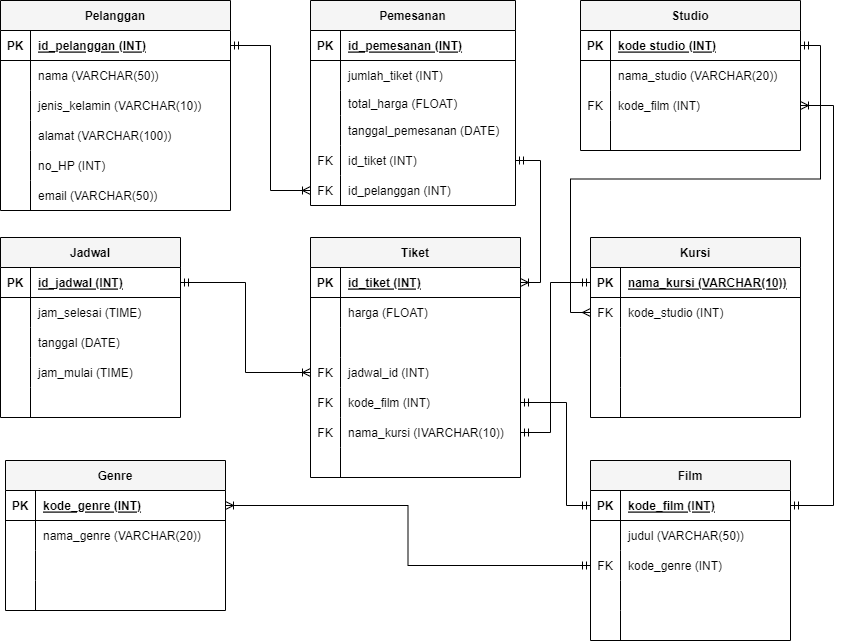 Pelanggan
PK id_pelanggan (INT)
nama (VARCHAR(50))
jenis_kelamin (VARCHAR(10))
alamat (VARCHAR(100))
no_HP (INT)
email (VARCHAR(50))
Pemesanan
PK id_pemesanan (INT)
jumlah_tiket (INT)
total_harga (FLOAT)
tanggal_pemesanan (DATE)
FK id_tiket (INT)
FK id_pelanggan (INT)
Studio
PK kode studio (INT)
nama_studio (VARCHAR(20))
FK kode_film (INT)
Jadwal
PK id_jadwal (INT)
jam_selesai (TIME)
tanggal (DATE)
jam_mulai (TIME)
Tiket
PK id_tiket (INT)
harga (FLOAT)
FK jadwal_id (INT)
FK kode_film (INT)
FK nama_kursi (IVARCHAR(10))
Kursi
PK nama_kursi (VARCHAR(10))
FK kode_studio (INT)
Genre
PK kode_genre (INT)
nama_genre (VARCHAR(20))
Film
PK kode_film (INT)
judul (VARCHAR(50))
FK kode_genre (INT)